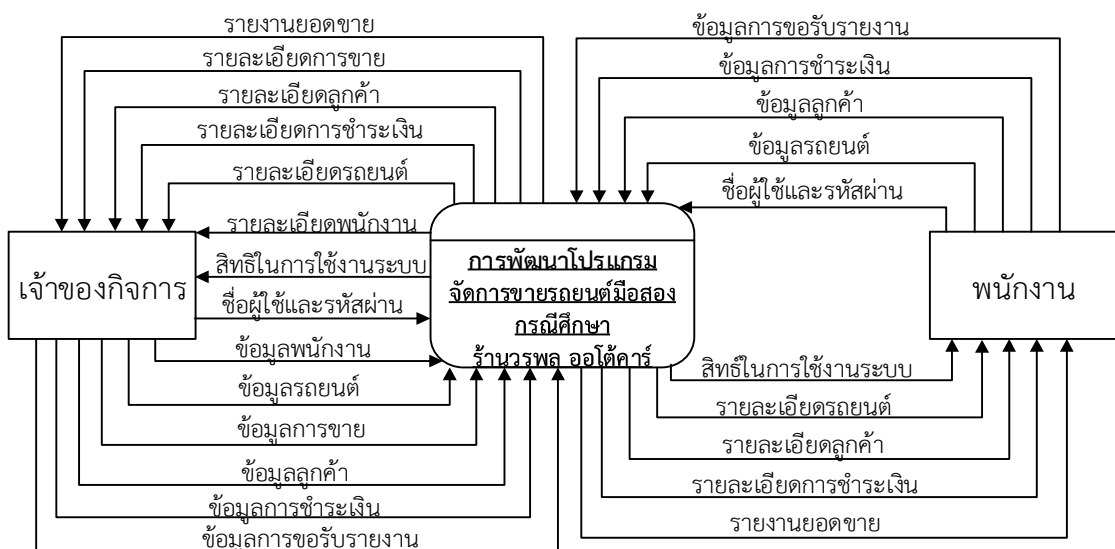 รายงานยอดขาย
รายละเอียดการขาย
รายละเอียดลูกค้า
รายละเอียดการชำระเงิน
รายละเอียดรถยนต์
รายละเอียดพนักงาน
สิทธิในการใช้งานระบบ
ชื่อผู้ใช้และรหัสผ่าน
ข้อมูลพนักงาน
ข้อมูลรถยนต์
ข้อมูลการขาย
ข้อมูลลูกค้า
ข้อมูลการชำระเงิน
ข้อมูลการขอรับรายงาน
เจ้าของกิจการ
การพัฒนาโปรแกรม
จัดการขายรถยนต์มือสอง
กรณีศึกษา
ร้านวรพล ออโต้คาร์
ข้อมูลการขอรับรายงาน
ข้อมูลการชำระเงิน
ข้อมูลลูกค้า
ข้อมูลรถยนต์
ชื่อผู้ใช้และรหัสผ่าน
พนักงาน
สิทธ์ในการใช้งานระบบ
รายละเอียดรถยนต์
รายละเอียดลูกค้า
รายละเอียดการชำระเงิน
รายงานยอดขาย